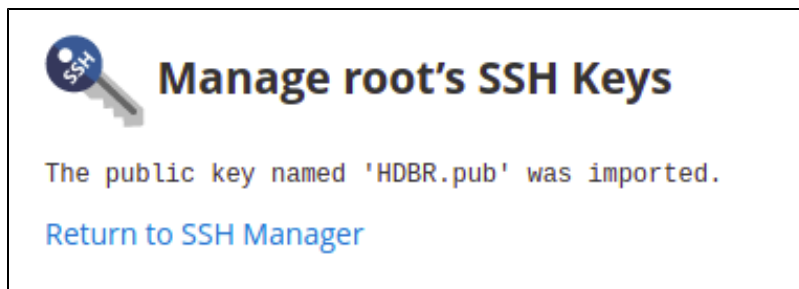 SSH
Manage root’s SSH Keys
The public key named 'HDBR.pub' was imported.
Return to SSH Manager